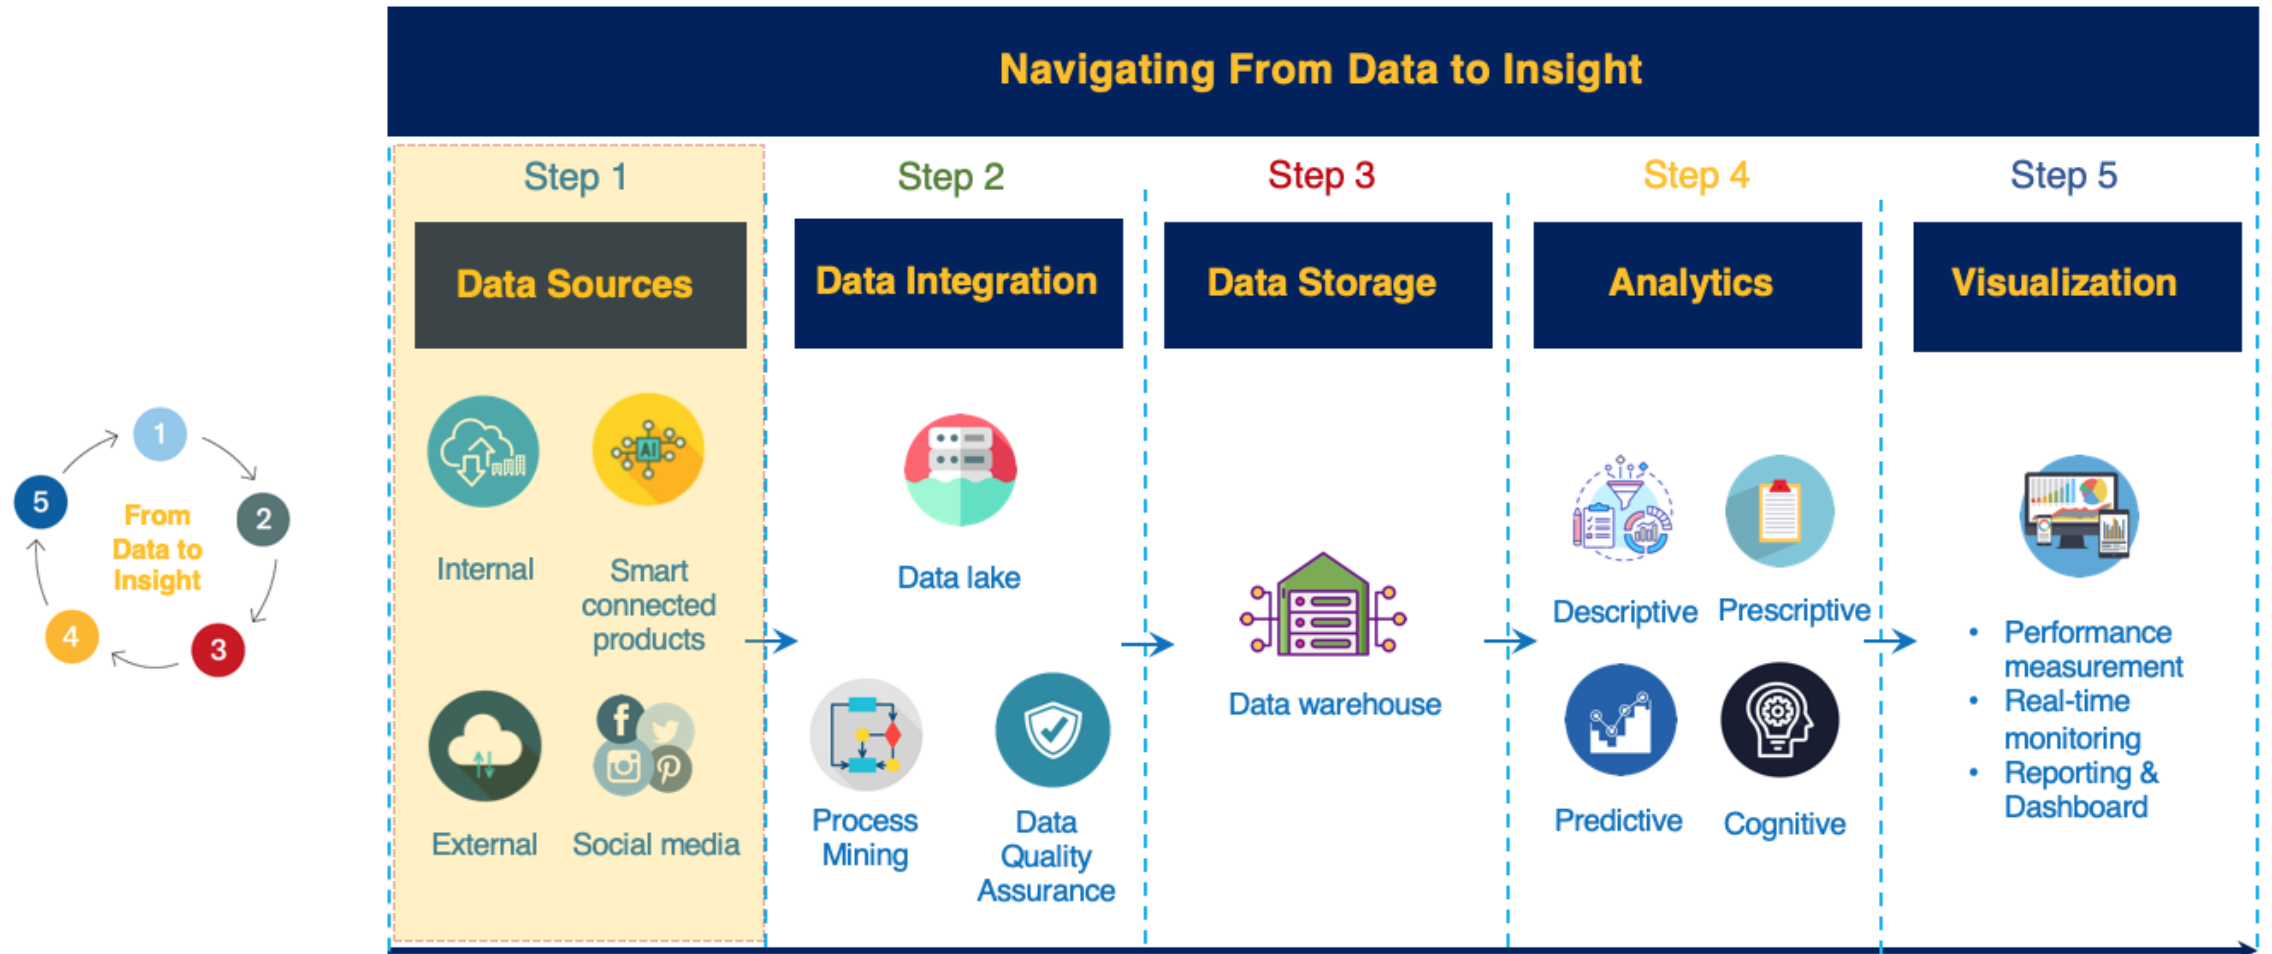 Navigating From Data to Insight
Step 1
Step 2
Step 3
Step 4
Step 5
Data Sources
Data Integration
Data Storage
Analytics
Visualization
1
2
3
4
5
From
Data to
Insight
Internal
AI
Smart
connected
products
External
Social media
Data lake
Process
Mining
Data
Quality
Assurance
Data warehouse
Descriptive
Prescriptive
Predictive
Cognitive
• Performance
measurement
• Real-time
monitoring
• Reporting &
Dashboard